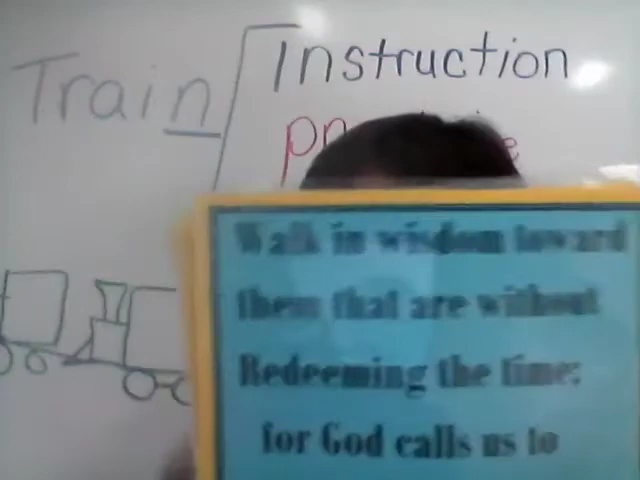 Train
Instruction
Walk in wisdom toward
them that are without
Redeeming the time;
for God calls us to